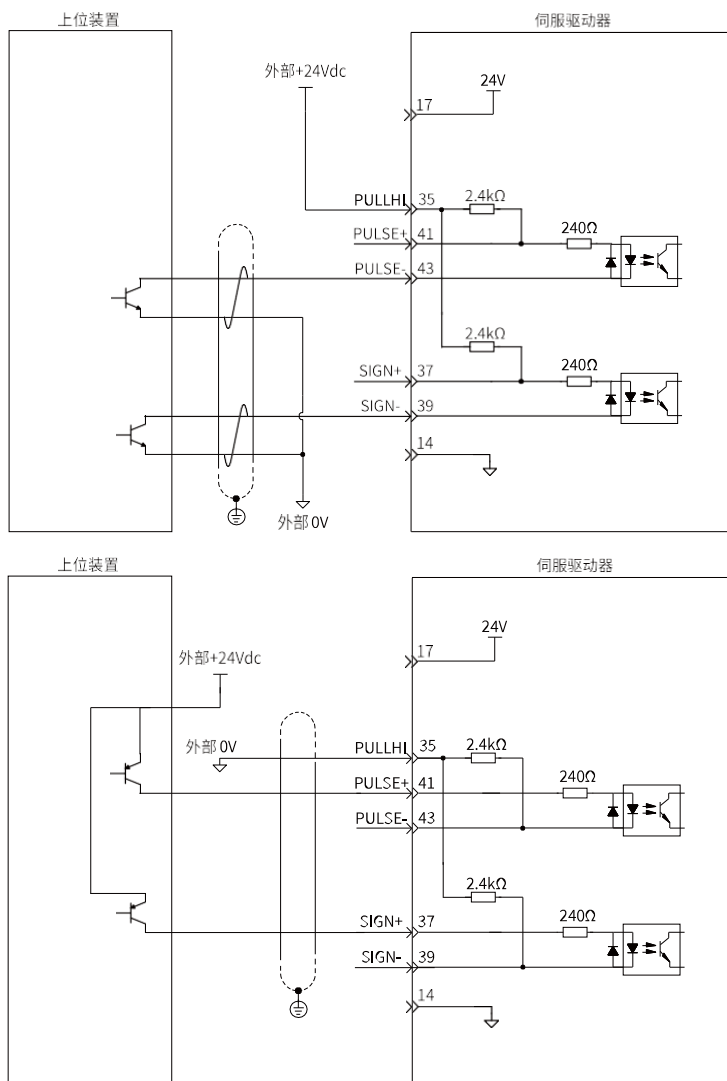 上位装置
伺服驱动器
外部+24Vdc
24V
17
PULLHI
35
2.4kΩ
PULSE+
41
240Ω
PULSE-
43
2.4kΩ
SIGN+
37
240Ω
SIGN-
39
14
外部 0V
上位装置
伺服驱动器
24V
17
外部+24Vdc
外部 0V
PULLHI
35
2.4kΩ
PULSE+
41
240Ω
PULSE-
43
2.4kΩ
SIGN+
37
240Ω
SIGN-
39
14